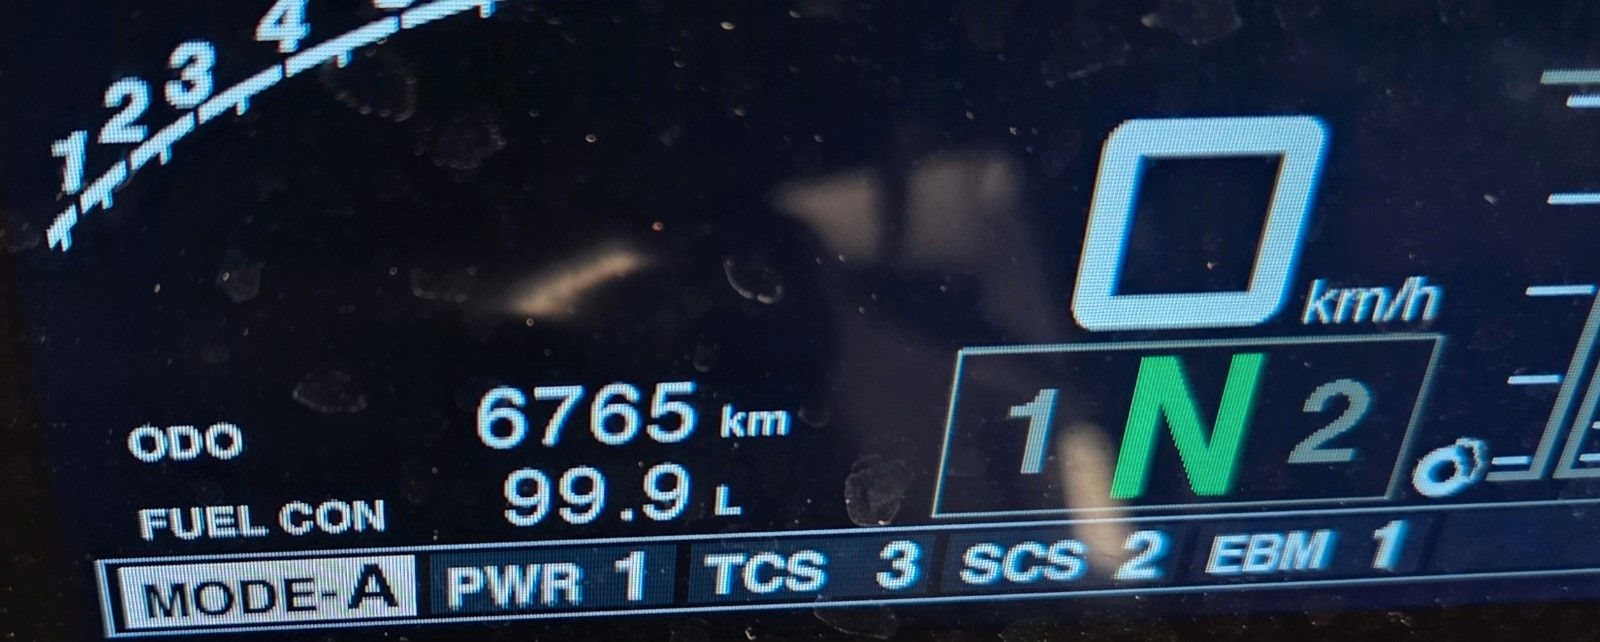 1 2 3 4
0 km/h
1 N 2
ODO 6765 km
FUEL CON 99.9 L
MODE-A PWR 1 TCS 3 SCS 2 EBM 1